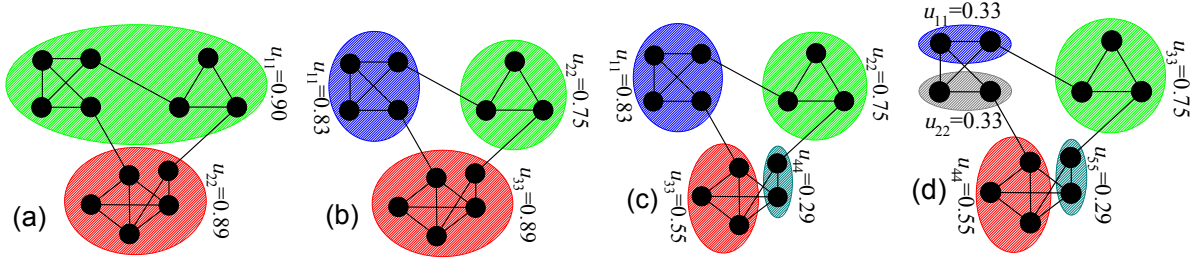 (a)
u11=0.90
u22=0.89
(b)
u11=0.83
u22=0.75
u33=0.89
(c)
u11=0.83
u22=0.75
u33=0.55
u44=0.29
(d)
u11=0.33
u22=0.33
u33=0.75
u44=0.55
u55=0.29